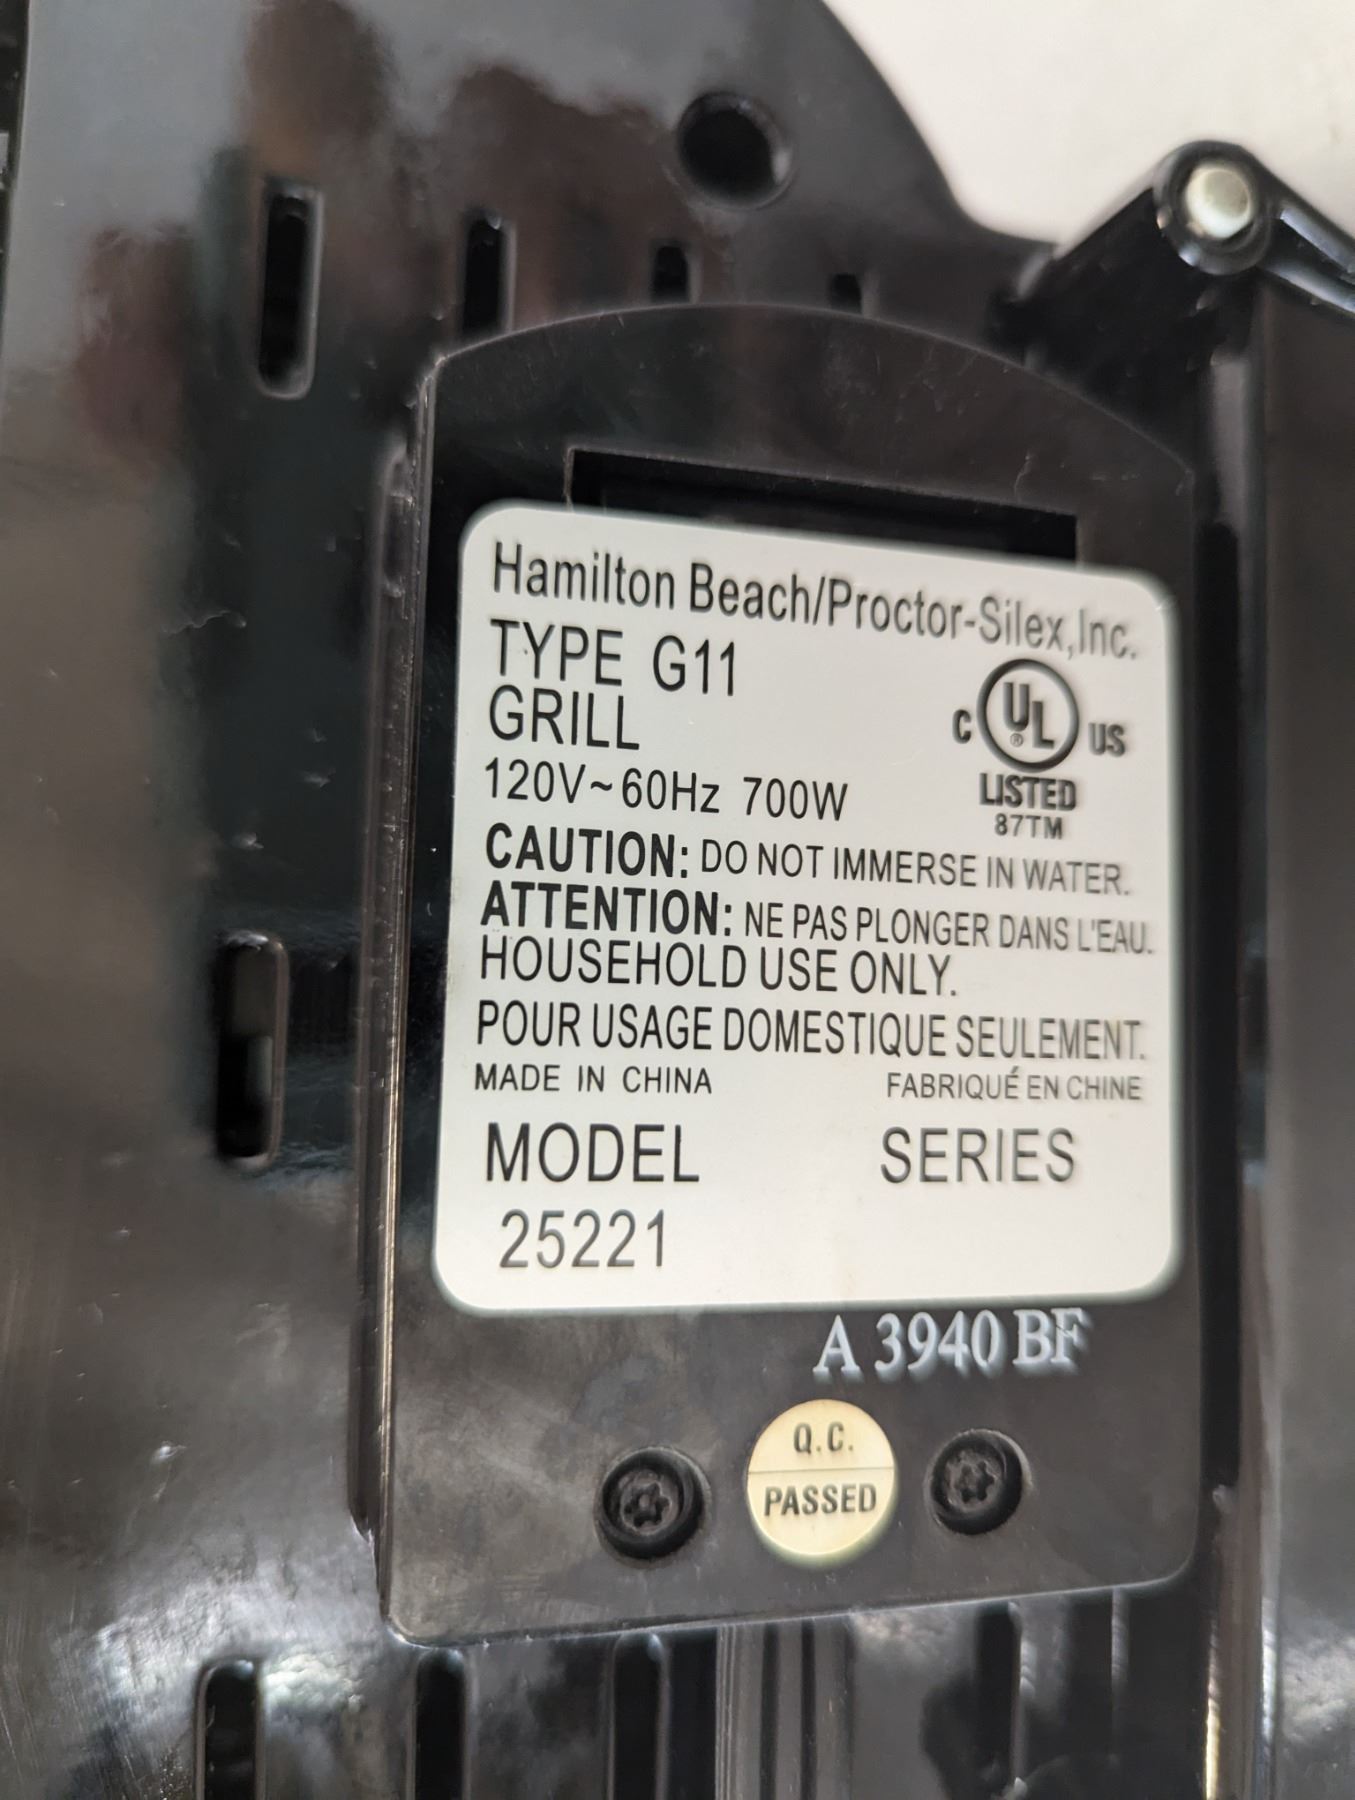 Hamilton Beach/Proctor-Silex,Inc.
TYPE G11
GRILL
C UL® US
LISTED
87TM
120V~60Hz 700W
CAUTION: DO NOT IMMERSE IN WATER.
ATTENTION: NE PAS PLONGER DANS L'EAU.
HOUSEHOLD USE ONLY.
POUR USAGE DOMESTIQUE SEULEMENT.
MADE IN CHINA FABRIQUÉ EN CHINE
MODEL SERIES
25221
A 3940 BF
Q.C.
PASSED